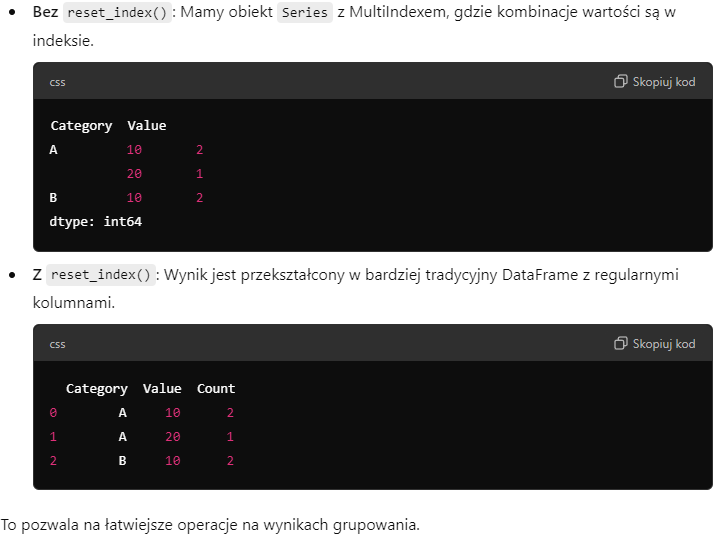 Bez reset_index(): Mamy obiekt Series z MultiIndexem, gdzie kombinacje wartości są w
indeksie.
css Skopiuj kod
Category Value
A 10 2
20 1
B 10 2
dtype: int64
Z reset_index(): Wynik jest przekształcony w bardziej tradycyjny DataFrame z regularnymi
kolumnami.
css Skopiuj kod
Category Value Count
0 A 10 2
1 A 20 1
2 B 10 2
To pozwala na łatwiejsze operacje na wynikach grupowania.